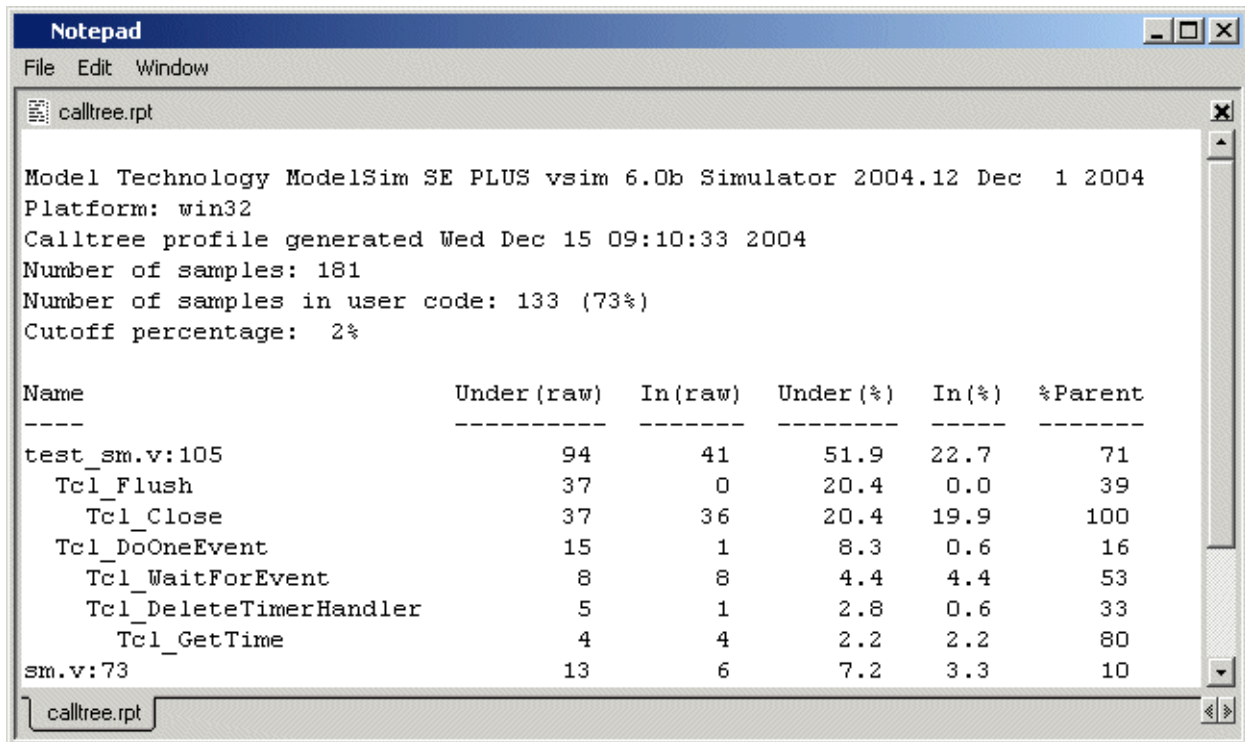 Notepad
File Edit Window
calltree.rpt
Model Technology ModelSim SE PLUS vsim 6.0b Simulator 2004.12 Dec  1 2004
Platform: win32
Calltree profile generated Wed Dec 15 09:10:33 2004
Number of samples: 181
Number of samples in user code: 133 (73%)
Cutoff percentage:  2%
Name Under(raw) In(raw) Under(%) In(%) %Parent
---- ---------- ------- -------- ----- -------
test_sm.v:105 94 41 51.9 22.7 71
Tcl_Flush 37 0 20.4 0.0 39
Tcl_Close 37 36 20.4 19.9 100
Tcl_DoOneEvent 15 1 8.3 0.6 16
Tcl_WaitForEvent 8 8 4.4 4.4 53
Tcl_DeleteTimerHandler 5 1 2.8 0.6 33
Tcl_GetTime 4 4 2.2 2.2 80
sm.v:73 13 6 7.2 3.3 10
calltree.rpt